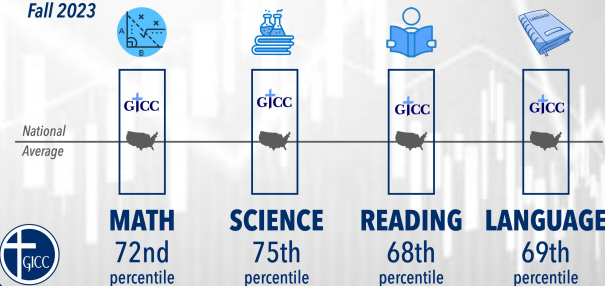 Fall 2023
A
B
GICC
GICC
GICC
GICC
LANGUAGE
National
Average
MATH
SCIENCE
READING
LANGUAGE
72nd
75th
68th
69th
percentile
percentile
percentile
percentile
GICC